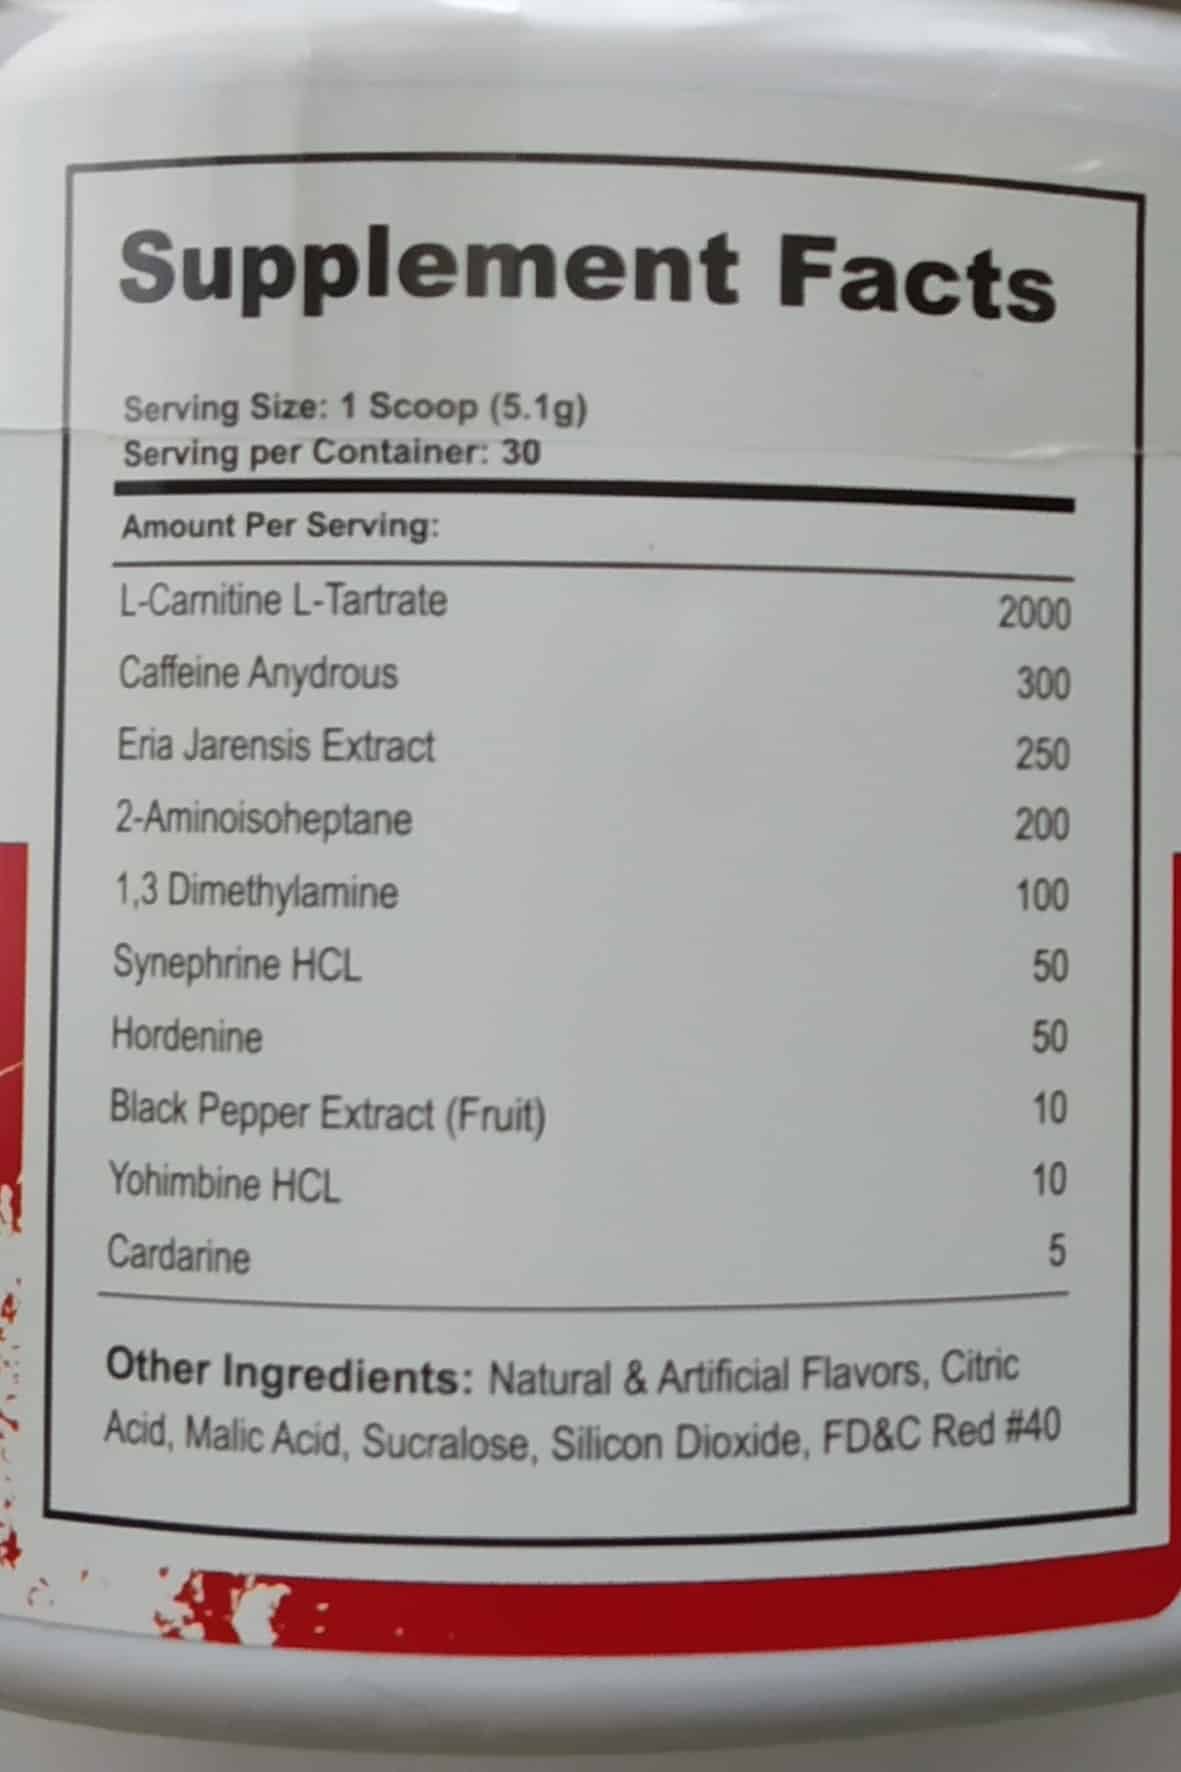 Supplement Facts
Serving Size: 1 Scoop (5.1g)
Serving per Container: 30
Amount Per Serving:
L-Carnitine L-Tartrate 2000
Caffeine Anydrous 300
Eria Jarensis Extract 250
2-Aminoisoheptane 200
1,3 Dimethylamine 100
Synephrine HCL 50
Hordenine 50
Black Pepper Extract (Fruit) 10
Yohimbine HCL 10
Cardarine 5
Other Ingredients: Natural & Artificial Flavors, Citric
Acid, Malic Acid, Sucralose, Silicon Dioxide, FD&C Red #40